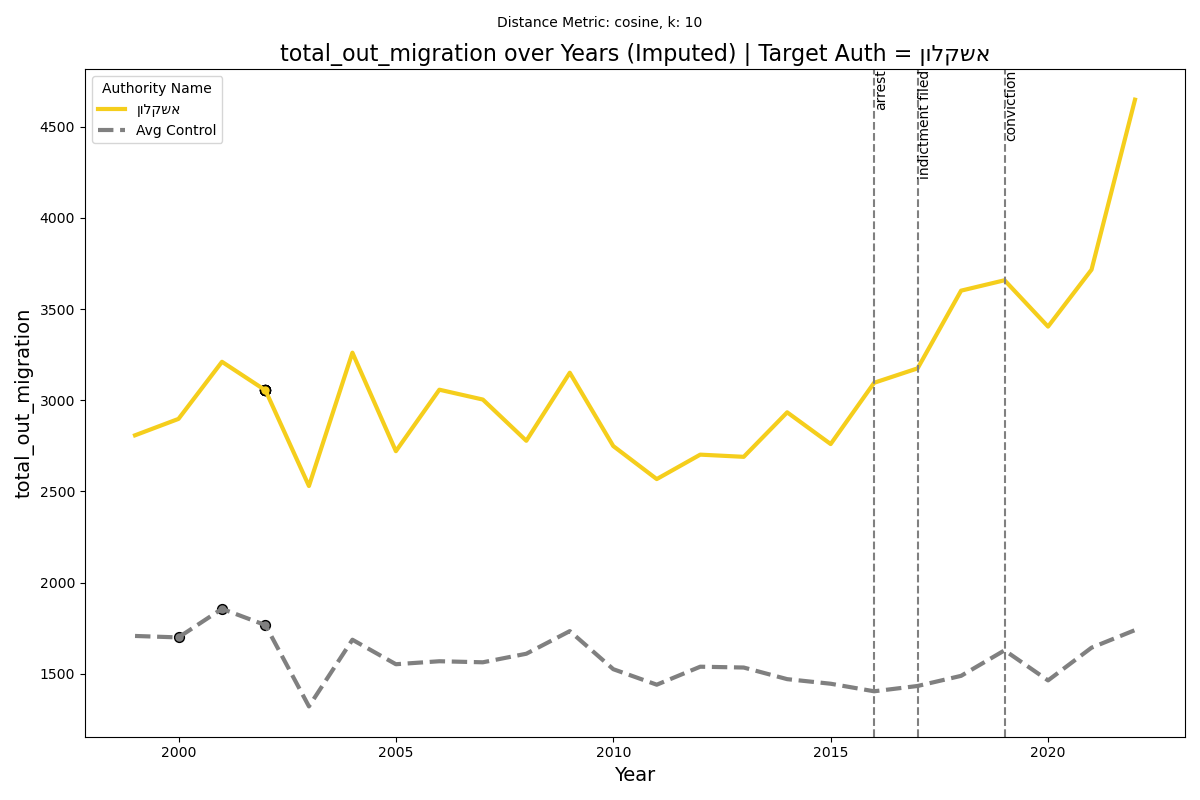 Distance Metric: cosine, k: 10
total_out_migration over Years (Imputed) | Target Auth = אשקלון
Authority Name
אשקלון
Avg Control
arrest
indictment filed
conviction
total_out_migration
4500
4000
3500
3000
2500
2000
1500
2000
2005
2010
2015
2020
Year